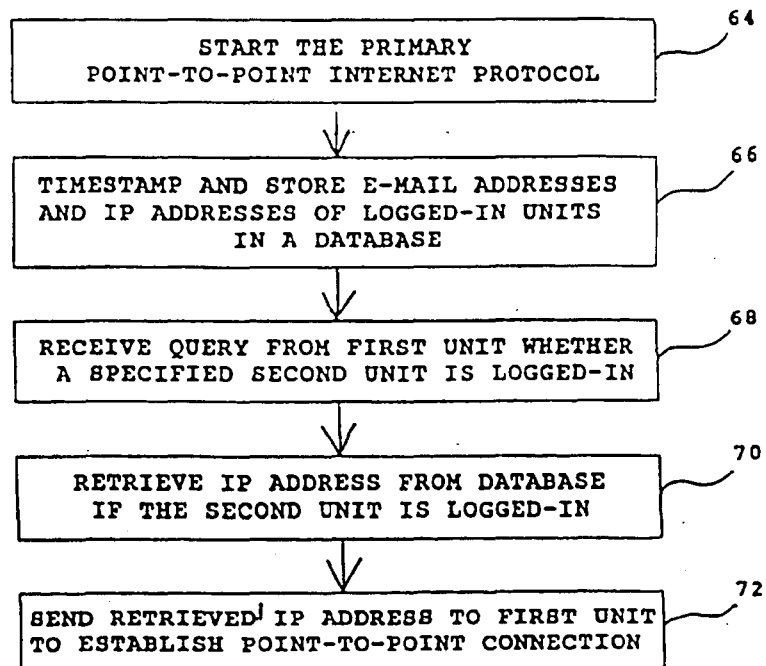 64
START THE PRIMARY
POINT-TO-POINT INTERNET PROTOCOL
66
TIMESTAMP AND STORE E-MAIL ADDRESSES
AND IP ADDRESSES OF LOGGED-IN UNITS
IN A DATABASE
68
RECEIVE QUERY FROM FIRST UNIT WHETHER
A SPECIFIED SECOND UNIT IS LOGGED-IN
70
RETRIEVE IP ADDRESS FROM DATABASE
IF THE SECOND UNIT IS LOGGED-IN
72
SEND RETRIEVED IP ADDRESS TO FIRST UNIT
TO ESTABLISH POINT-TO-POINT CONNECTION